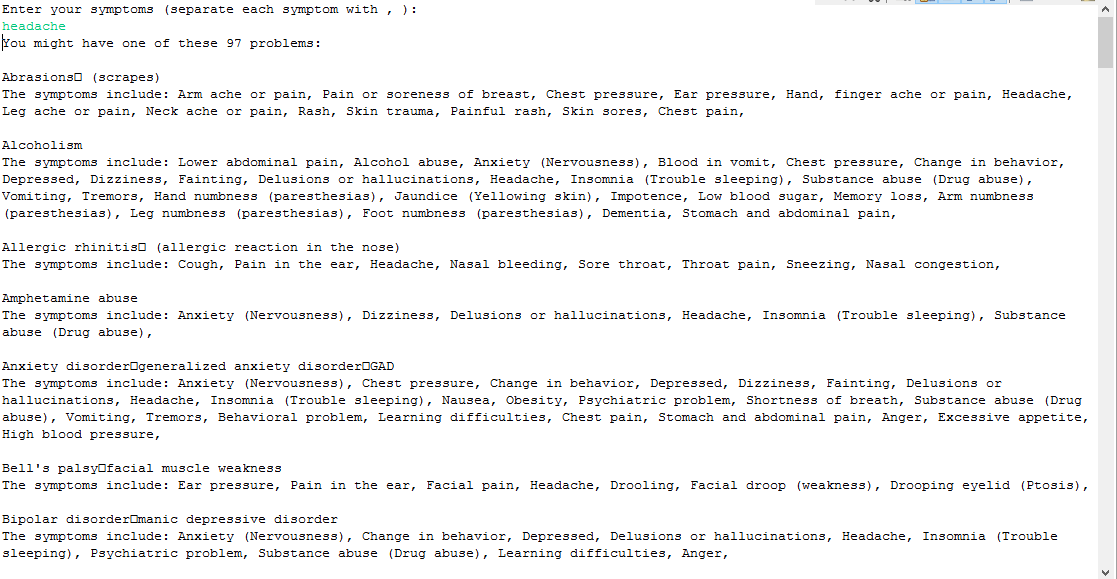 Enter your symptoms (separate each symptom with , ):
headache
You might have one of these 97 problems:
Abrasions□ (scrapes)
The symptoms include: Arm ache or pain, Pain or soreness of breast, Chest pressure, Ear pressure, Hand, finger ache or pain, Headache,
Leg ache or pain, Neck ache or pain, Rash, Skin trauma, Painful rash, Skin sores, Chest pain,
Alcoholism
The symptoms include: Lower abdominal pain, Alcohol abuse, Anxiety (Nervousness), Blood in vomit, Chest pressure, Change in behavior,
Depressed, Dizziness, Fainting, Delusions or hallucinations, Headache, Insomnia (Trouble sleeping), Substance abuse (Drug abuse),
Vomiting, Tremors, Hand numbness (paresthesias), Jaundice (Yellowing skin), Impotence, Low blood sugar, Memory loss, Arm numbness
(paresthesias), Leg numbness (paresthesias), Foot numbness (paresthesias), Dementia, Stomach and abdominal pain,
Allergic rhinitis□ (allergic reaction in the nose)
The symptoms include: Cough, Pain in the ear, Headache, Nasal bleeding, Sore throat, Throat pain, Sneezing, Nasal congestion,
Amphetamine abuse
The symptoms include: Anxiety (Nervousness), Dizziness, Delusions or hallucinations, Headache, Insomnia (Trouble sleeping), Substance
abuse (Drug abuse),
Anxiety disorder□generalized anxiety disorder□GAD
The symptoms include: Anxiety (Nervousness), Chest pressure, Change in behavior, Depressed, Dizziness, Fainting, Delusions or
hallucinations, Headache, Insomnia (Trouble sleeping), Nausea, Obesity, Psychiatric problem, Shortness of breath, Substance abuse (Drug
abuse), Vomiting, Tremors, Behavioral problem, Learning difficulties, Chest pain, Stomach and abdominal pain, Anger, Excessive appetite,
High blood pressure,
Bell's palsy□facial muscle weakness
The symptoms include: Ear pressure, Pain in the ear, Facial pain, Headache, Drooling, Facial droop (weakness), Drooping eyelid (Ptosis),
Bipolar disorder□manic depressive disorder
The symptoms include: Anxiety (Nervousness), Change in behavior, Depressed, Delusions or hallucinations, Headache, Insomnia (Trouble
sleeping), Psychiatric problem, Substance abuse (Drug abuse), Learning difficulties, Anger,